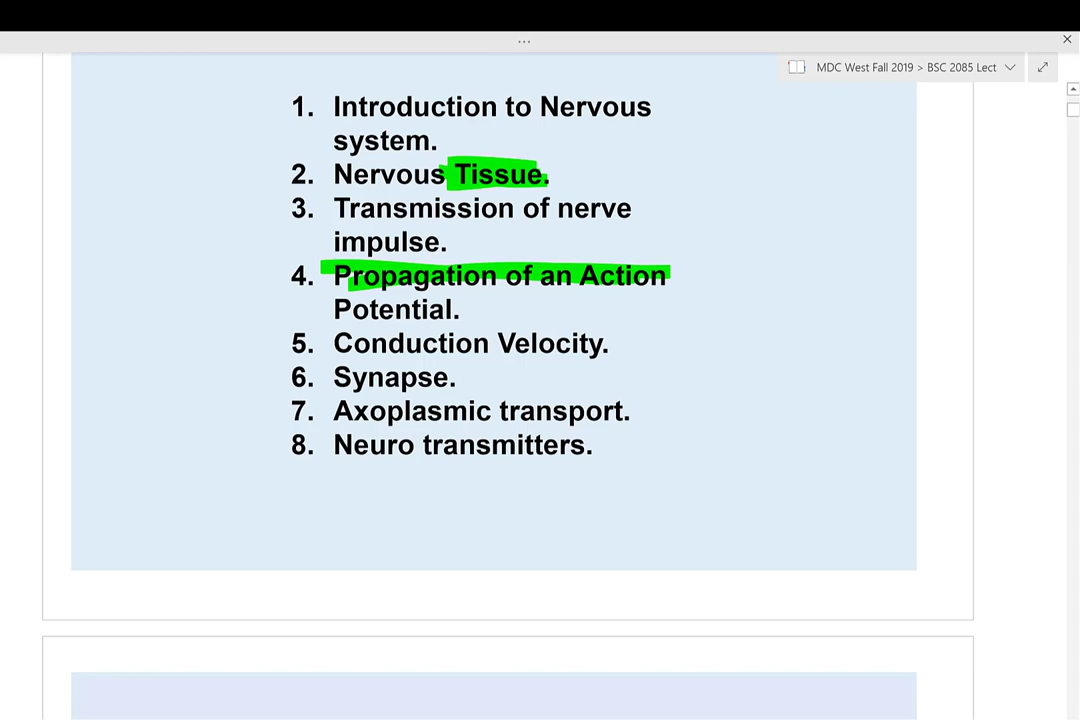 ...
MDC West Fall 2019 > BSC 2085 Lect
1. Introduction to Nervous
system.
2. Nervous Tissue.
3. Transmission of nerve
impulse.
4. Propagation of an Action
Potential.
5. Conduction Velocity.
6. Synapse.
7. Axoplasmic transport.
8. Neuro transmitters.